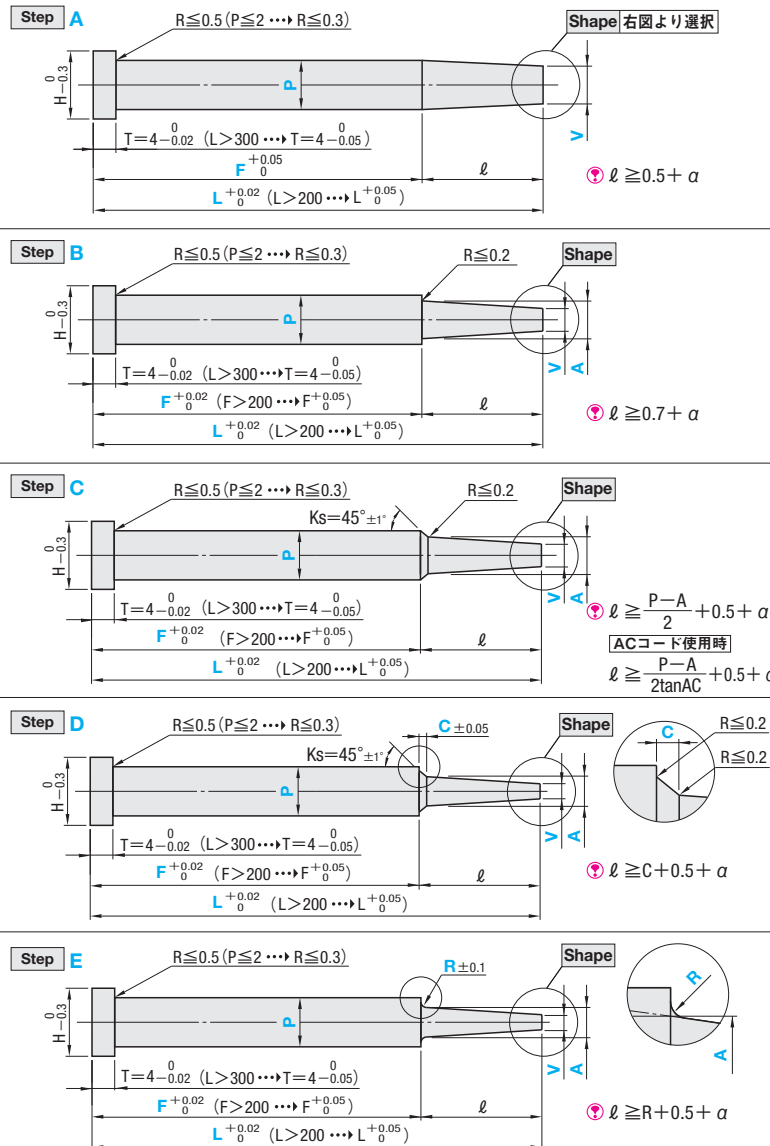 Step A
R≦0.5(P≦2 ···▸ R≦0.3)
Shape 右図より選択
H 0 −0.3
P
V
T=4 0 −0.02 (L>300 ···▸ T=4 0 −0.05)
F +0.05 0
ℓ
L +0.02 0 (L>200 ···▸ L +0.05 0)
ℓ ≧0.5+ α
Step B
R≦0.5(P≦2 ···▸ R≦0.3)
R≦0.2
Shape
H 0 −0.3
P
V A
T=4 0 −0.02 (L>300 ···▸ T=4 0 −0.05)
F +0.02 0 (F>200 ···▸ F +0.05 0)
ℓ
L +0.02 0 (L>200 ···▸ L +0.05 0)
ℓ ≧0.7+ α
Step C
R≦0.5(P≦2 ···▸ R≦0.3)
R≦0.2
Shape
Ks=45°±1°
H 0 −0.3
P
V A
T=4 0 −0.02 (L>300 ···▸ T=4 0 −0.05)
F +0.02 0 (F>200 ···▸ F +0.05 0)
ℓ
L +0.02 0 (L>200 ···▸ L +0.05 0)
ℓ ≧ P−A / 2 +0.5+ α
ACコード使用時
ℓ ≧ P−A / 2tanAC +0.5+ α
Step D
R≦0.5(P≦2 ···▸ R≦0.3)
C ±0.05
Shape
Ks=45°±1°
C
R≦0.2
R≦0.2
H 0 −0.3
P
V A
T=4 0 −0.02 (L>300 ···▸ T=4 0 −0.05)
F +0.02 0 (F>200 ···▸ F +0.05 0)
ℓ
L +0.02 0 (L>200 ···▸ L +0.05 0)
ℓ ≧C+0.5+ α
Step E
R≦0.5(P≦2 ···▸ R≦0.3)
R ±0.1
Shape
R
A
H 0 −0.3
P
V A
T=4 0 −0.02 (L>300 ···▸ T=4 0 −0.05)
F +0.02 0 (F>200 ···▸ F +0.05 0)
ℓ
L +0.02 0 (L>200 ···▸ L +0.05 0)
ℓ ≧R+0.5+ α